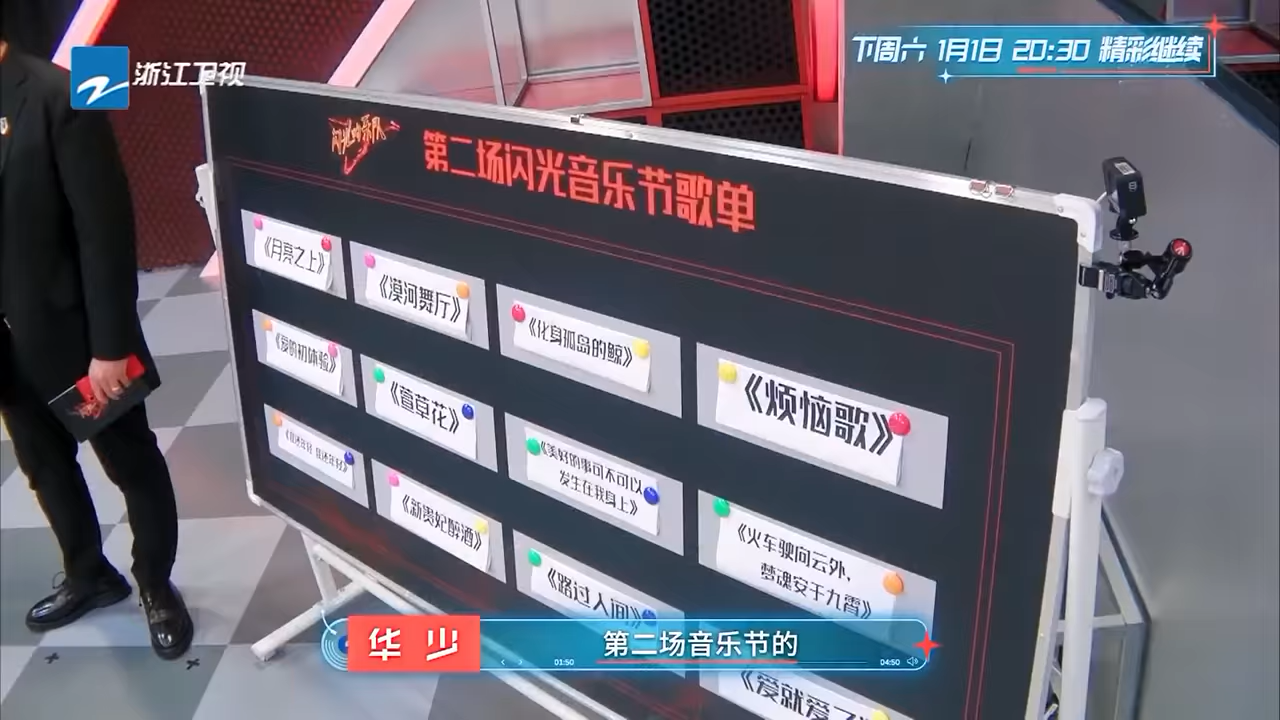 浙江卫视
下周六 1月1日 20:30 精彩继续
第二场闪光音乐节歌单
《月亮之上》
《漠河舞厅》
《化身孤岛的鲸》
《烦恼歌》
《爱的初体验》
《萱草花》
《美好的事可不可以
发生在我身上》
《火车驶向云外，
梦魂安于九霄》
《新贵妃醉酒》
《路过人间》
《爱就爱了
华少
第二场音乐节的
01:50
04:50